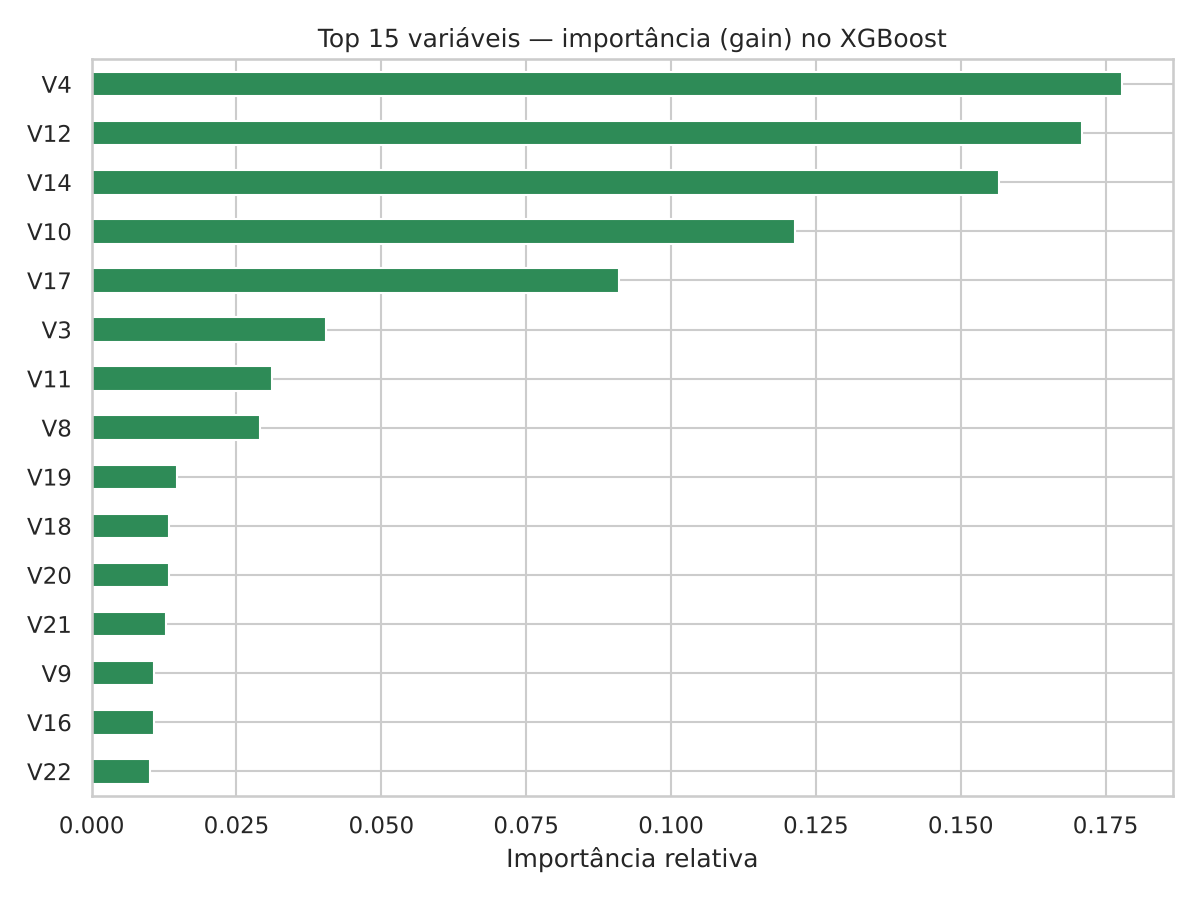 Top 15 variáveis — importância (gain) no XGBoost
V4
V12
V14
V10
V17
V3
V11
V8
V19
V18
V20
V21
V9
V16
V22
0.000 0.025 0.050 0.075 0.100 0.125 0.150 0.175
Importância relativa